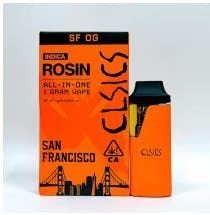 SF OG
INDICA
ROSIN
ALL-IN-ONE
1 GRAM VAPE
CLSICS
SAN
FRANCISCO
CA
CLSICS